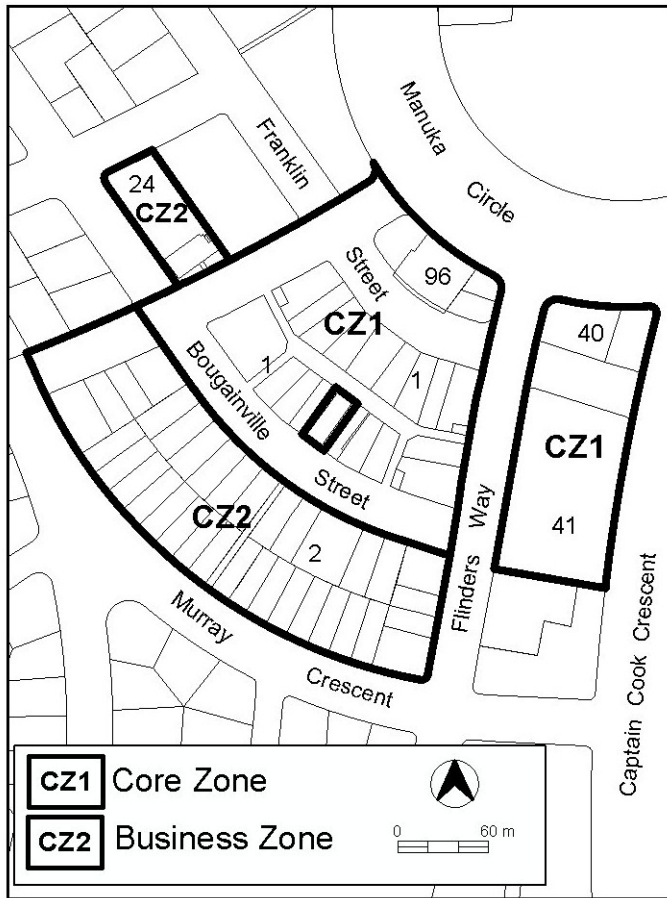 Manuka
Circle
Franklin
Street
24
CZ2
96
CZ1
1
1
40
CZ1
41
Bougainville
Street
CZ2
2
Flinders Way
Murray
Crescent
Captain Cook Crescent
CZ1 Core Zone
CZ2 Business Zone
0 60 m